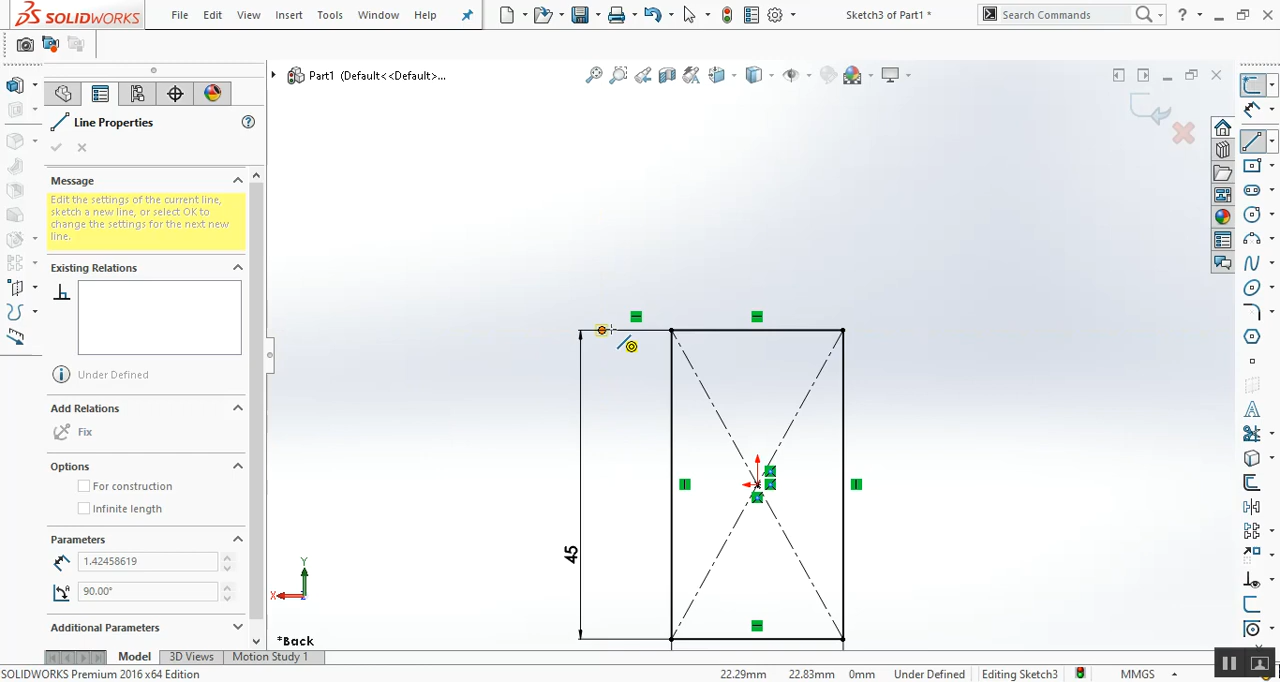 SOLIDWORKS File Edit View Insert Tools Window Help Sketch3 of Part1 * Search Commands ?
Part1 (Default<<Default>...
Line Properties
Message
Edit the settings of the current line, sketch a new line, or select OK to change the settings for the next new line.
Existing Relations
Under Defined
Add Relations
Fix
Options
For construction
Infinite length
Parameters
1.42458619
90.00°
Additional Parameters
45
Y
X
*Back
Model 3D Views Motion Study 1
SOLIDWORKS Premium 2016 x64 Edition 22.29mm 22.83mm 0mm Under Defined Editing Sketch3 MMGS